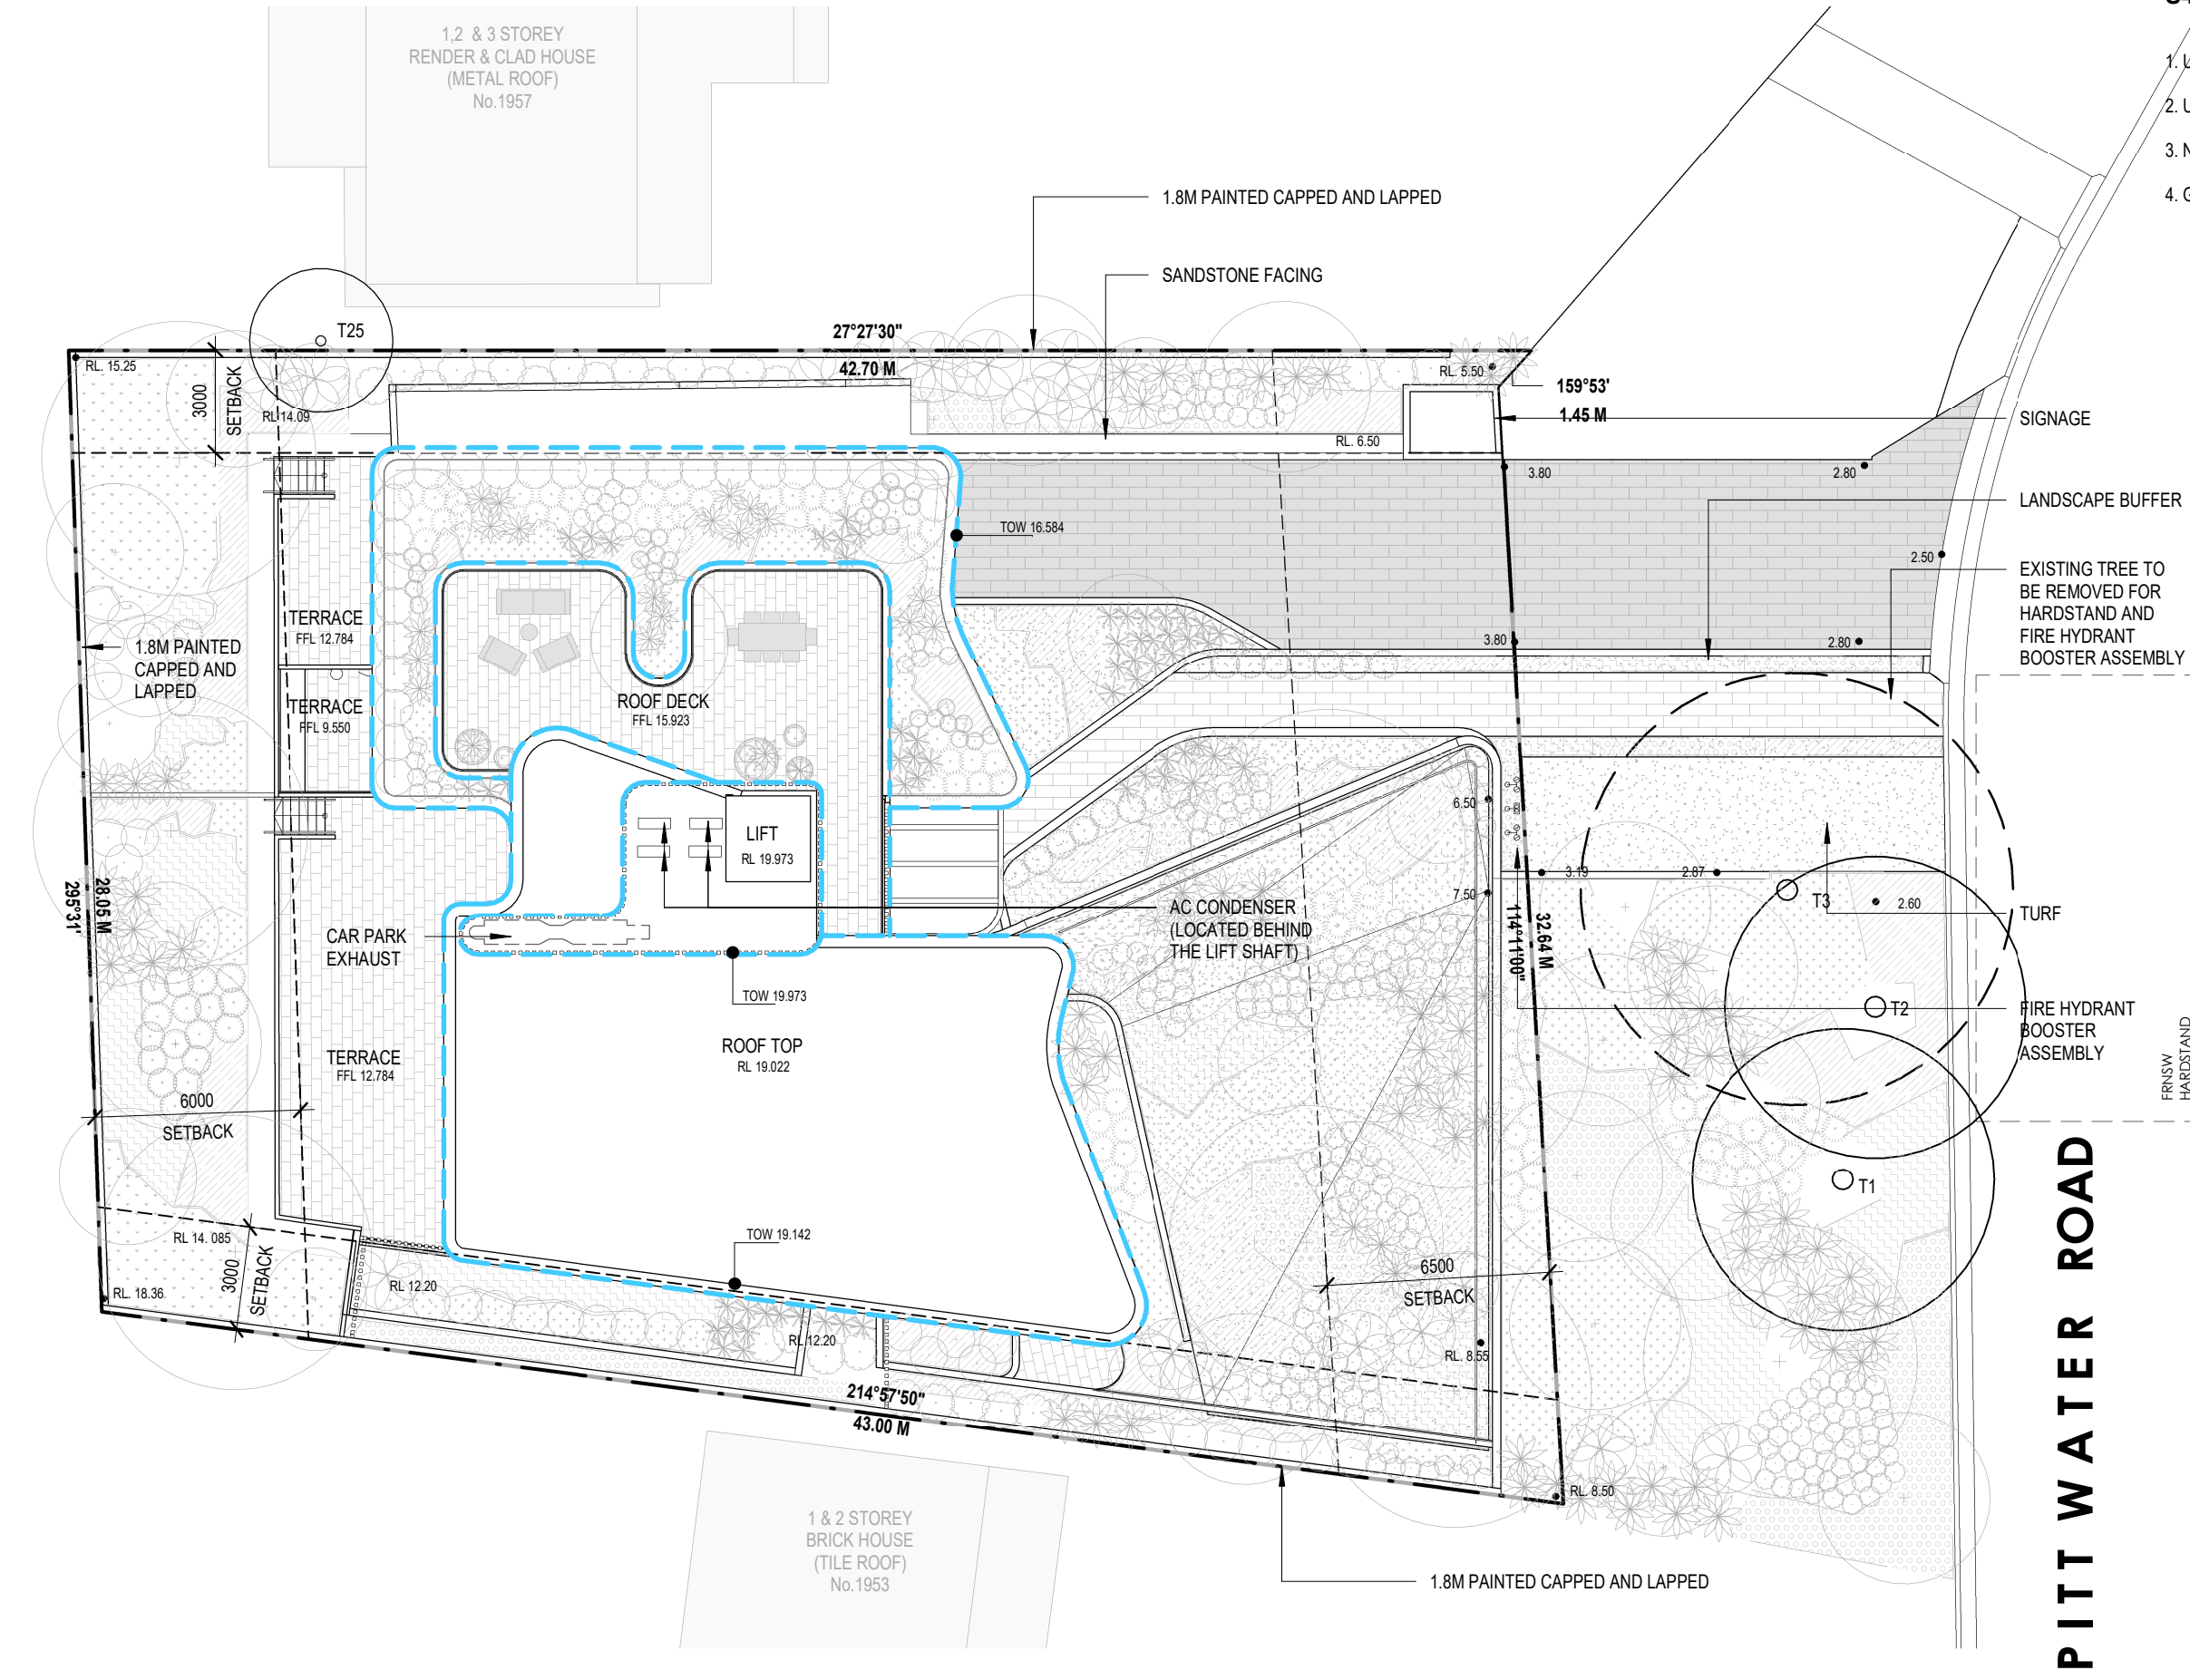 1,2 & 3 STOREY
RENDER & CLAD HOUSE
(METAL ROOF)
No.1957
1.
2.
3.
4.
1.8M PAINTED CAPPED AND LAPPED
SANDSTONE FACING
T25
27°27'30"
42.70 M
RL. 15.25
3000
SETBACK
RL 14.09
RL. 5.50
159°53'
1.45 M
SIGNAGE
RL. 6.50
3.80
2.80
LANDSCAPE BUFFER
TOW 16.584
2.50
EXISTING TREE TO
BE REMOVED FOR
HARDSTAND AND
FIRE HYDRANT
BOOSTER ASSEMBLY
TERRACE
FFL 12.784
3.80
2.80
1.8M PAINTED
CAPPED AND
LAPPED
TERRACE
FFL 9.550
ROOF DECK
FFL 15.923
6.50
LIFT
RL 19.973
3.19
2.87
7.50
T3
2.60
TURF
28.05 M
295°3'1"
AC CONDENSER
(LOCATED BEHIND
THE LIFT SHAFT)
114°11'00"
32.64 M
CAR PARK
EXHAUST
TOW 19.973
T2
FIRE HYDRANT
BOOSTER
ASSEMBLY
FRNSW
HARDSTAND
ROOF TOP
RL 19.022
TERRACE
FFL 12.784
6000
SETBACK
T1
RL 14. 085
TOW 19.142
3000
SETBACK
RL 12.20
6500
SETBACK
RL. 18.36
RL 12.20
RL. 8.55
214°57'50"
43.00 M
RL. 8.50
1 & 2 STOREY
BRICK HOUSE
(TILE ROOF)
No.1953
1.8M PAINTED CAPPED AND LAPPED
PITTWATER ROAD